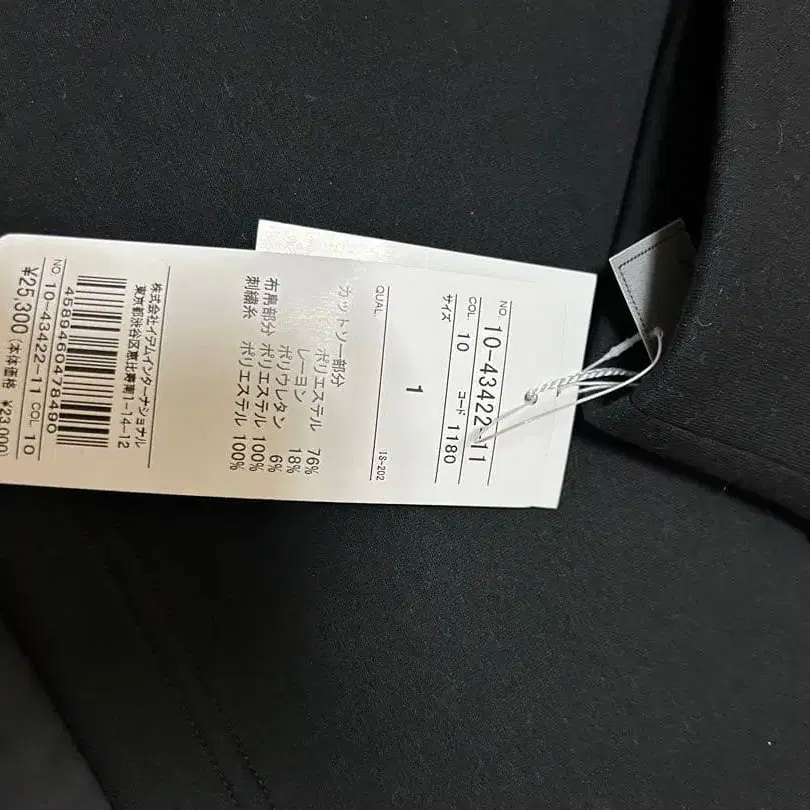 NO. 10-43422-11
COL 10 コード 1180
サイズ
1
QUAL IS-202
カットソー部分
ポリエステル 76%
レーヨン 18%
ポリウレタン 6%
布帛部分 ポリエステル 100%
刺繍糸 ポリエステル 100%
株式会社イデムインターナショナル
東京都渋谷区恵比寿南1-14-12
4589460478490
NO. 10-43422-11 COL 10
¥25,300 (本体価格 ¥23,000)